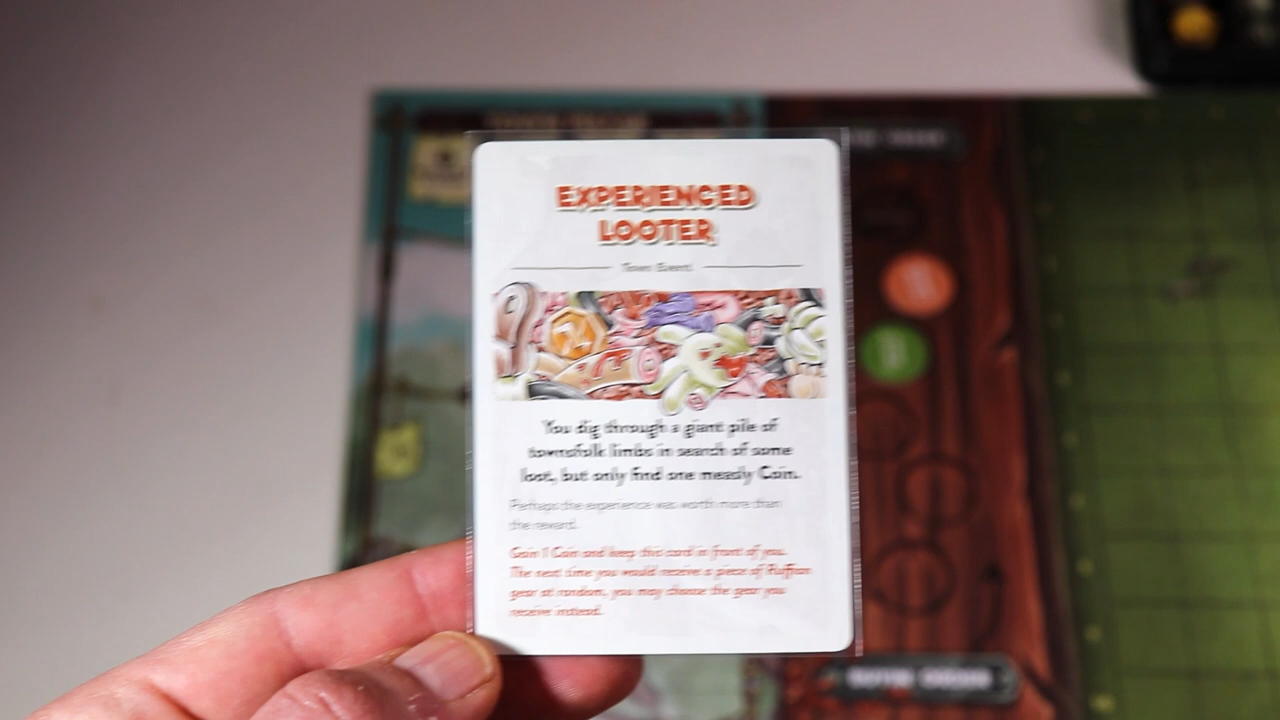 EXPERIENCED
LOOTER
Town Event
You dig through a giant pile of
townsfolk limbs in search of some
loot, but only find one measly Coin.
Perhaps the experience was worth more than
the reward.
Gain 1 Coin and keep this card in front of you.
The next time you would receive a piece of Ruffian
gear at random, you may choose the gear you
receive instead.